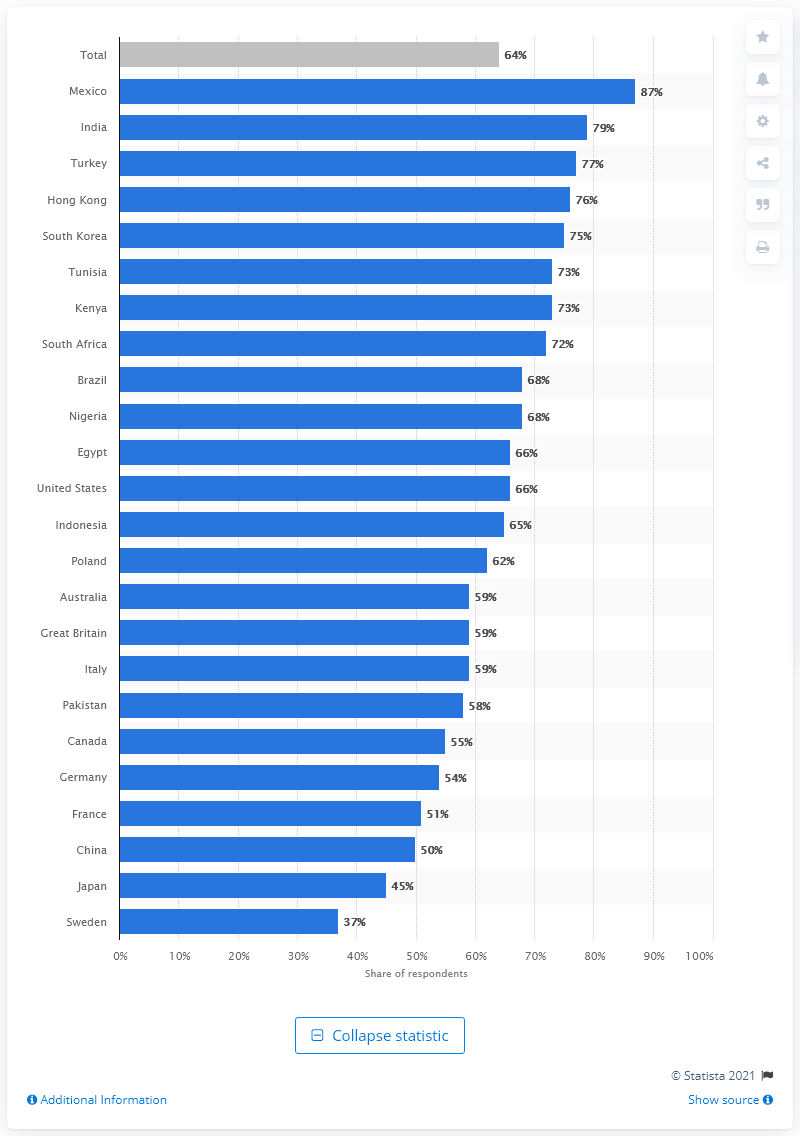 Total 64%
Mexico 87%
India 79%
Turkey 77%
Hong Kong 76%
South Korea 75%
Tunisia 73%
Kenya 73%
South Africa 72%
Brazil 68%
Nigeria 68%
Egypt 66%
United States 66%
Indonesia 65%
Poland 62%
Australia 59%
Great Britain 59%
Italy 59%
Pakistan 58%
Canada 55%
Germany 54%
France 51%
China 50%
Japan 45%
Sweden 37%
0% 10% 20% 30% 40% 50% 60% 70% 80% 90% 100%
Share of respondents
Collapse statistic
© Statista 2021
Additional Information Show source